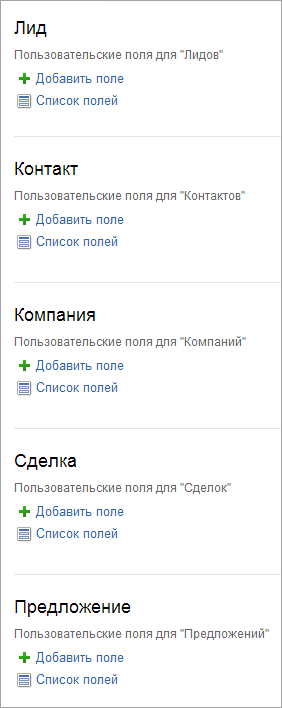 Лид
Пользовательские поля для "Лидов"
Добавить поле
Список полей
Контакт
Пользовательские поля для "Контактов"
Добавить поле
Список полей
Компания
Пользовательские поля для "Компаний"
Добавить поле
Список полей
Сделка
Пользовательские поля для "Сделок"
Добавить поле
Список полей
Предложение
Пользовательские поля для "Предложений"
Добавить поле
Список полей